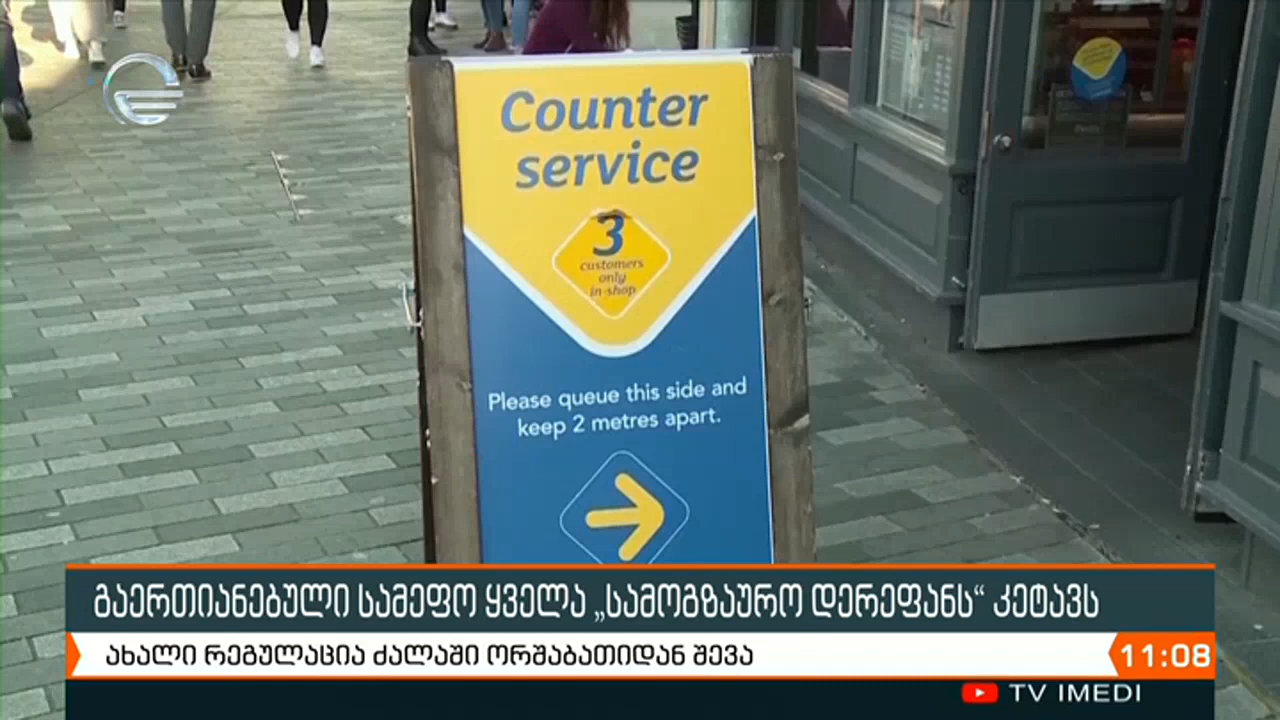 Counter
service
3
customers
only
in-shop
Please queue this side and
keep 2 metres apart.
გაერთიანებული სამეფო ყველა „სამოგზაურო დერეფანს“ კეტავს
ახალი რეგულაცია ძალაში ორშაბათიდან შევა
11:08
TV IMEDI